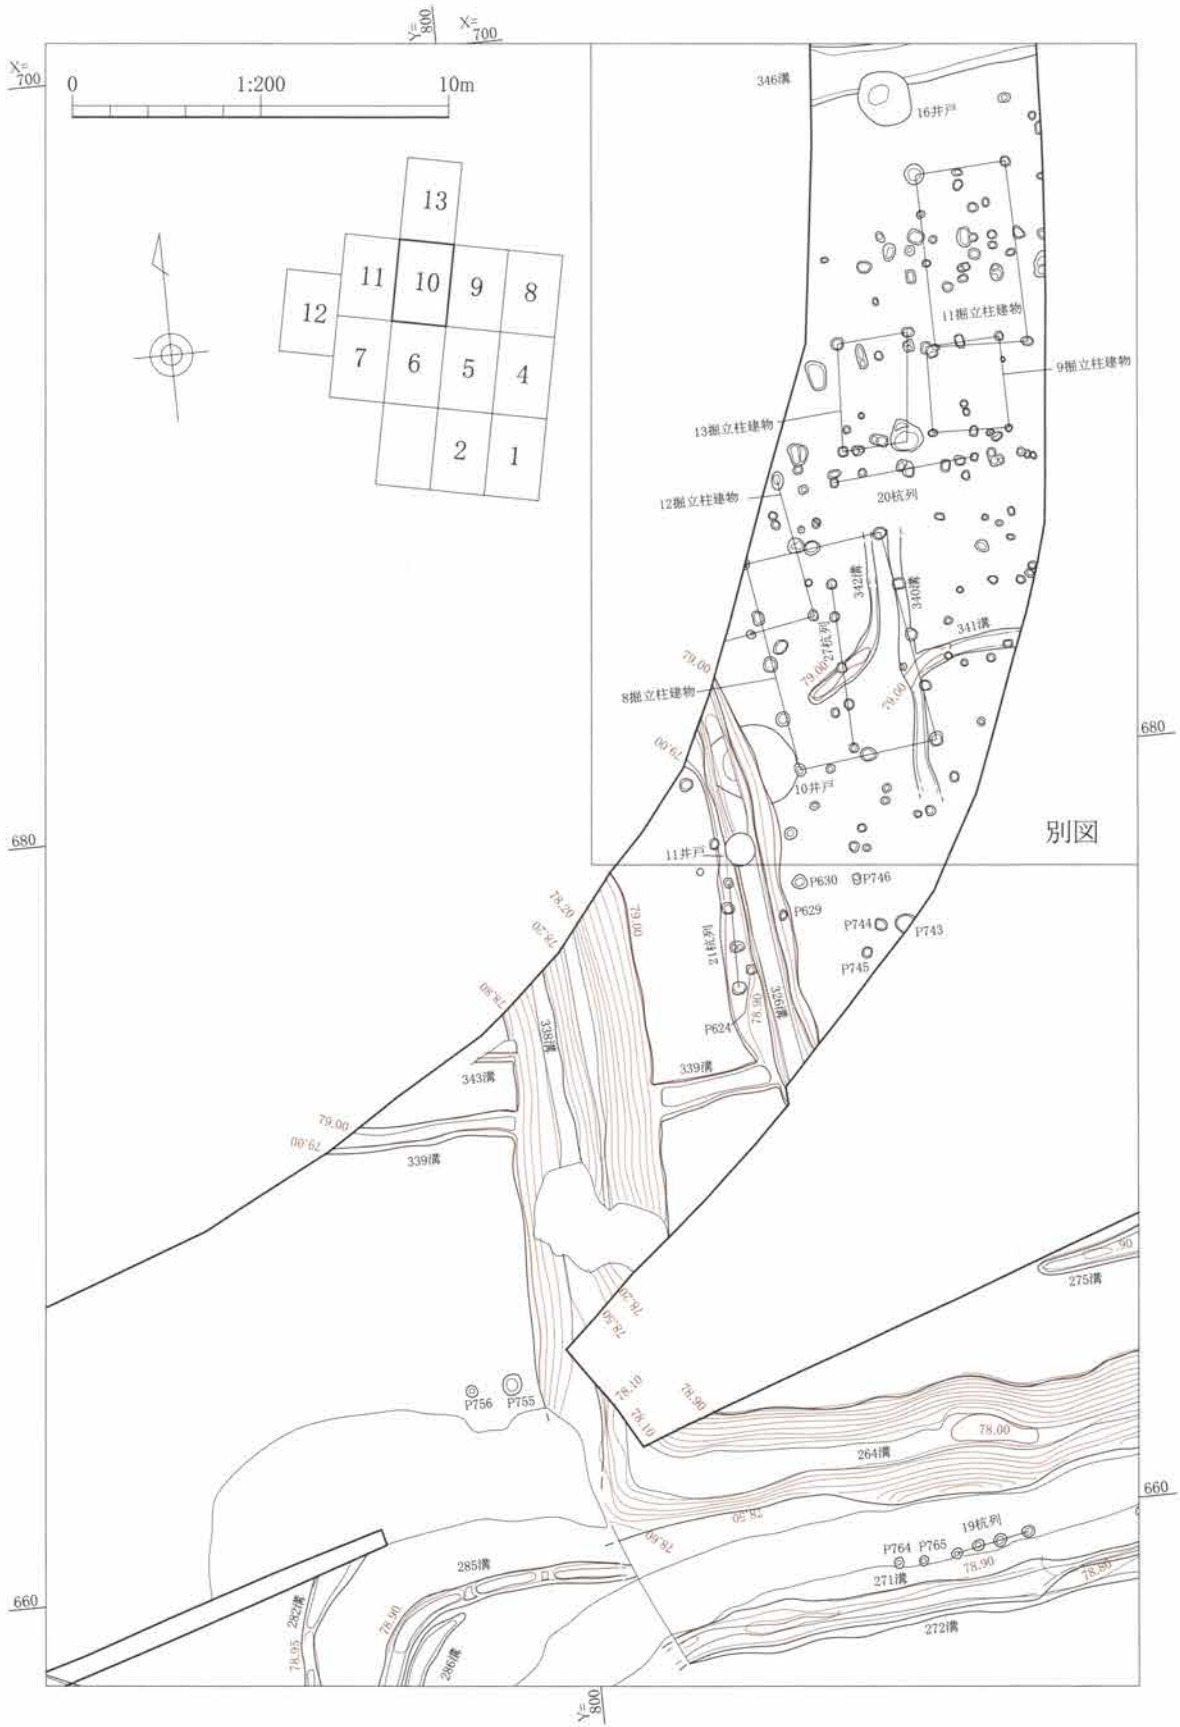 Y=
800
X=
700
X=
700
0
1:200
10m
346溝
16井戸
13
11
10
9
8
12
7
6
5
4
2
1
11掘立柱建物
9掘立柱建物
13掘立柱建物
12掘立柱建物
20杭列
342溝
340溝
27杭列
341溝
79.00
79.00
79.00
8掘立柱建物
79.00
680
10井戸
別図
680
11井戸
P630
P746
P629
P744
P743
P745
78.20
78.20
79.00
21杭列
78.80
338溝
P624
78.90
326溝
343溝
339溝
79.00
79.00
339溝
.90
275溝
78.20
78.50
78.10
78.10
78.90
P756
P755
78.00
264溝
660
78.50
78.60
19杭列
P764
P765
271溝
78.90
78.80
272溝
285溝
660
282溝
78.95
78.90
286溝
Y=
800